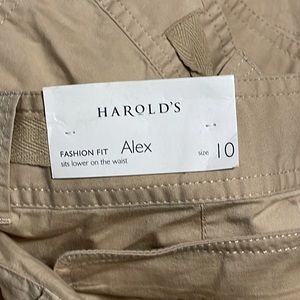 HAROLD'S
FASHION FIT Alex size 10
sits lower on the waist